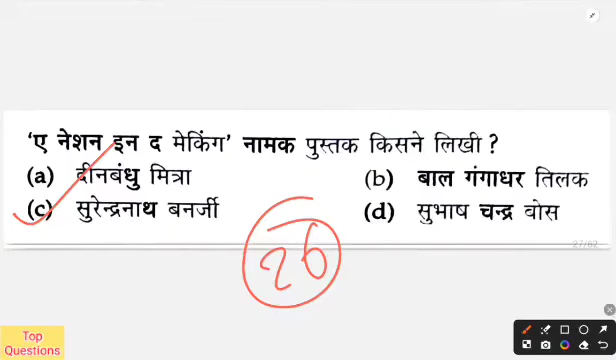 'ए नेशन इन द मेकिंग' नामक पुस्तक किसने लिखी ?
(a) दीनबंधु मित्रा (b) बाल गंगाधर तिलक
(c) सुरेन्द्रनाथ बनर्जी (d) सुभाष चन्द्र बोस
27/62
26
Top
Questions